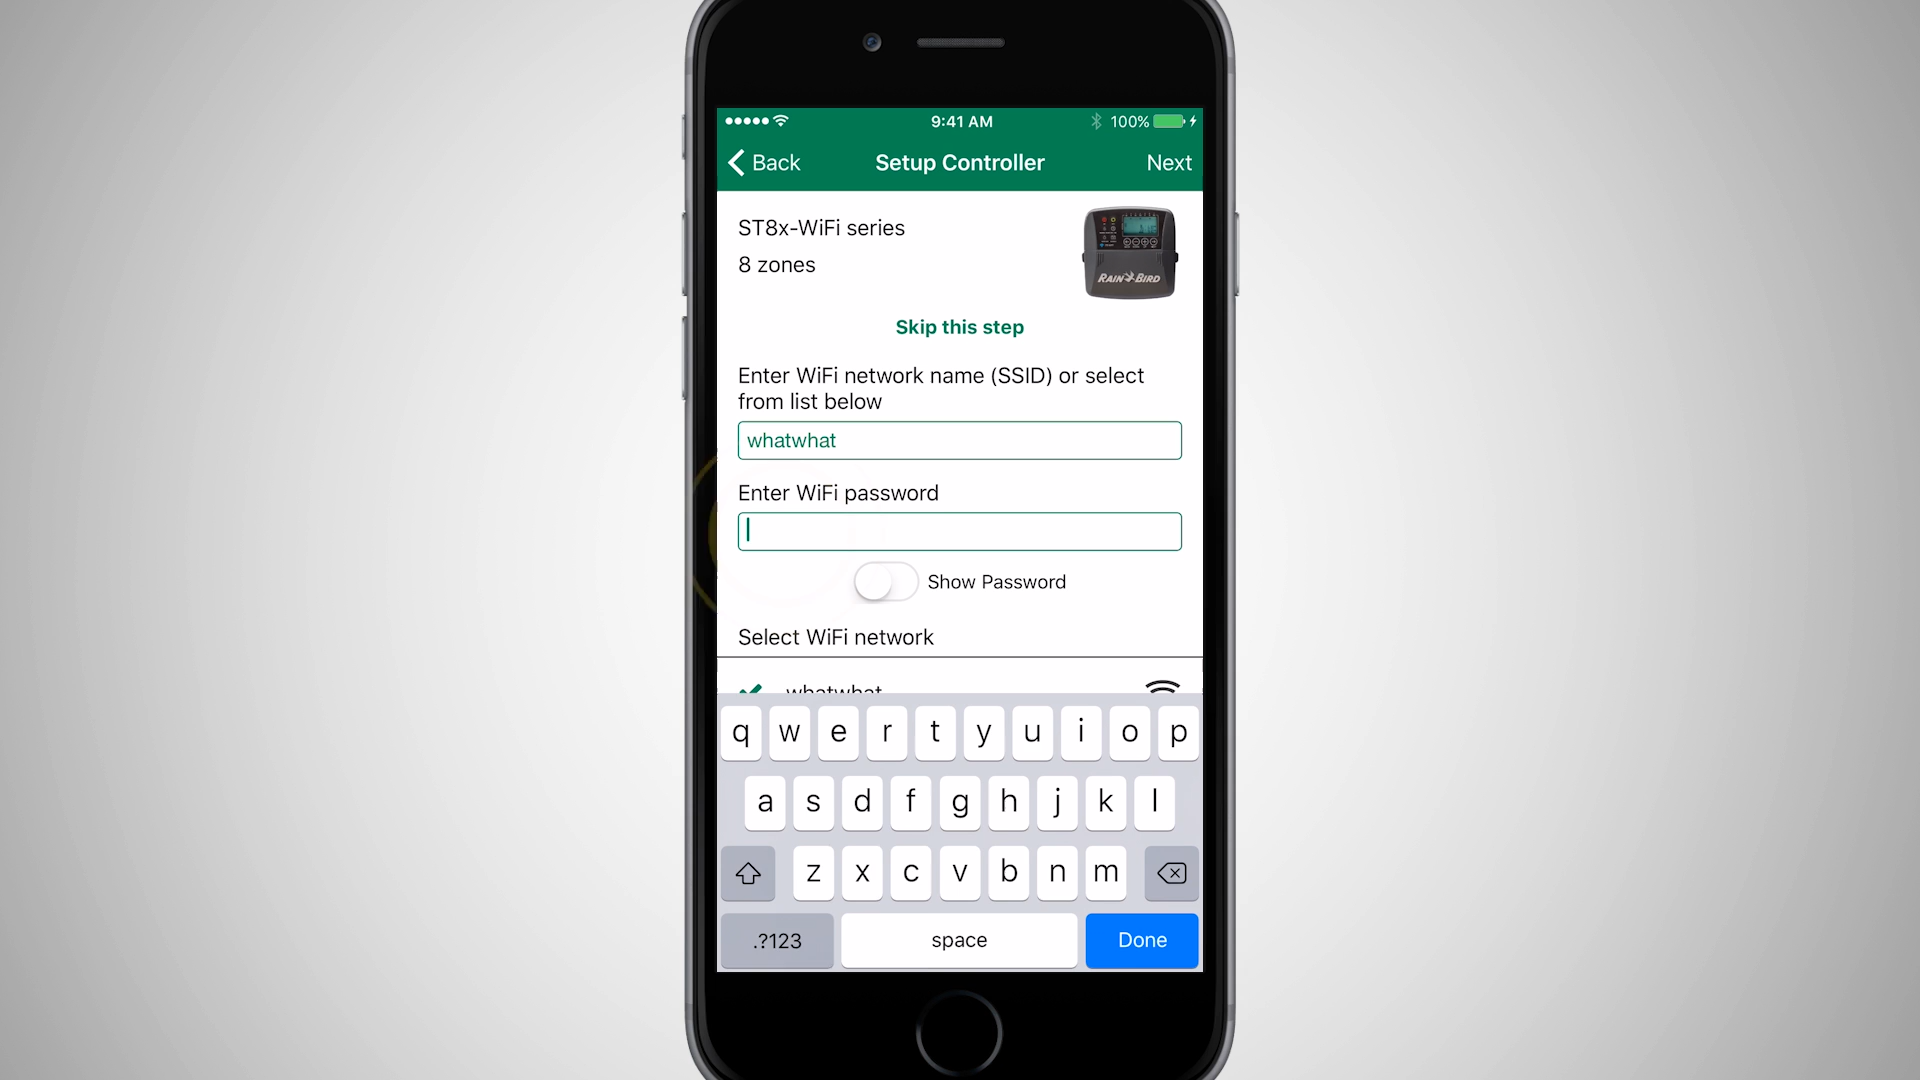 9:41 AM
100%
Back
Setup Controller
Next
ST8x-WiFi series
8 zones
RAIN BIRD
Skip this step
Enter WiFi network name (SSID) or select
from list below
whatwhat
Enter WiFi password
Show Password
Select WiFi network
whatwhat
q w e r t y u i o p
a s d f g h j k l
z x c v b n m
.?123
space
Done